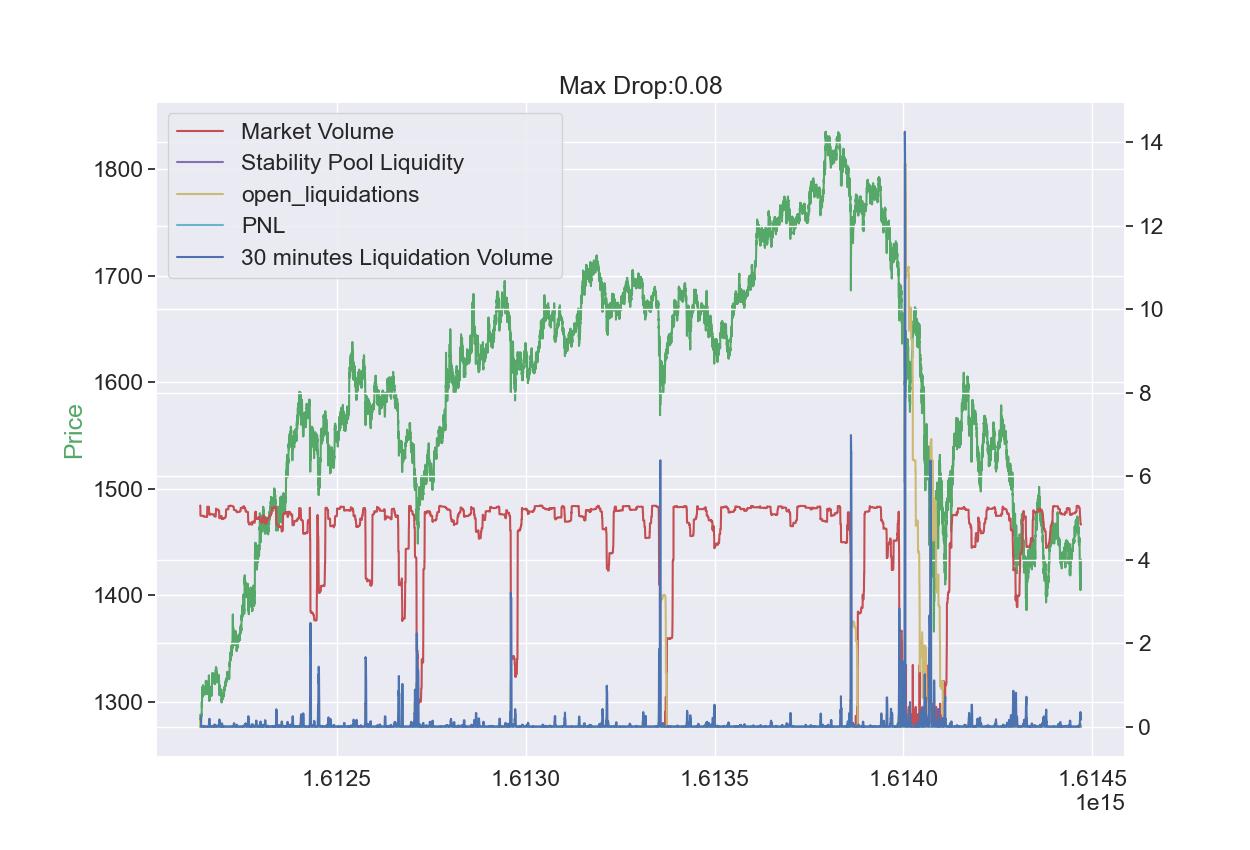 Max Drop:0.08
Market Volume
Stability Pool Liquidity
open_liquidations
PNL
30 minutes Liquidation Volume
Price
1800
1700
1600
1500
1400
1300
14
12
10
8
6
4
2
0
1.6125 1.6130 1.6135 1.6140 1.6145
1e15